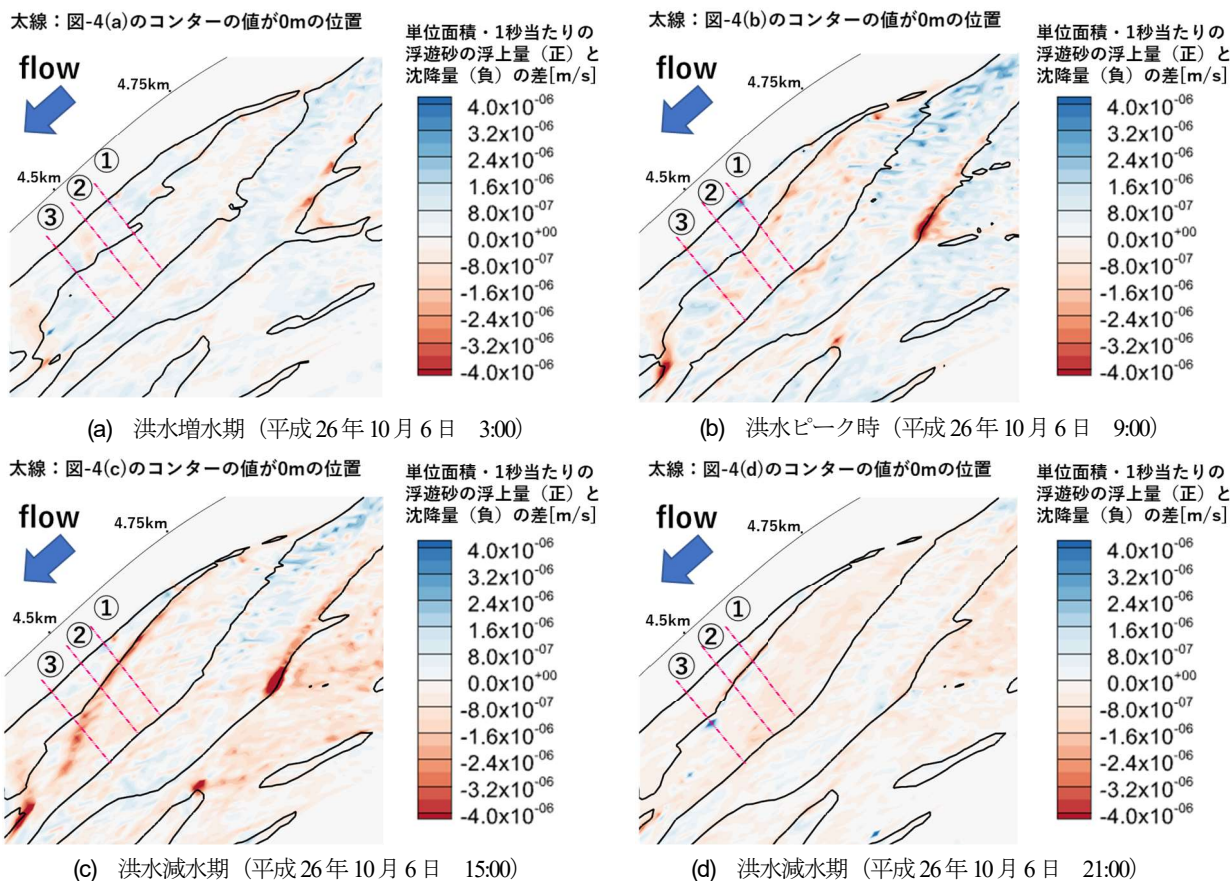 太線：図-4(a)のコンターの値が0mの位置
flow
4.75km
4.5km
①
②
③
単位面積・1秒当たりの
浮遊砂の浮上量（正）と
沈降量（負）の差[m/s]
4.0x10⁻⁰⁶
3.2x10⁻⁰⁶
2.4x10⁻⁰⁶
1.6x10⁻⁰⁶
8.0x10⁻⁰⁷
0.0x10⁺⁰⁰
-8.0x10⁻⁰⁷
-1.6x10⁻⁰⁶
-2.4x10⁻⁰⁶
-3.2x10⁻⁰⁶
-4.0x10⁻⁰⁶
(a) 洪水増水期（平成26年10月6日 3:00)
太線：図-4(b)のコンターの値が0mの位置
flow
4.75km
4.5km
①
②
③
単位面積・1秒当たりの
浮遊砂の浮上量（正）と
沈降量（負）の差[m/s]
4.0x10⁻⁰⁶
3.2x10⁻⁰⁶
2.4x10⁻⁰⁶
1.6x10⁻⁰⁶
8.0x10⁻⁰⁷
0.0x10⁺⁰⁰
-8.0x10⁻⁰⁷
-1.6x10⁻⁰⁶
-2.4x10⁻⁰⁶
-3.2x10⁻⁰⁶
-4.0x10⁻⁰⁶
(b) 洪水ピーク時（平成26年10月6日 9:00)
太線：図-4(c)のコンターの値が0mの位置
flow
4.75km
4.5km
①
②
③
単位面積・1秒当たりの
浮遊砂の浮上量（正）と
沈降量（負）の差[m/s]
4.0x10⁻⁰⁶
3.2x10⁻⁰⁶
2.4x10⁻⁰⁶
1.6x10⁻⁰⁶
8.0x10⁻⁰⁷
0.0x10⁺⁰⁰
-8.0x10⁻⁰⁷
-1.6x10⁻⁰⁶
-2.4x10⁻⁰⁶
-3.2x10⁻⁰⁶
-4.0x10⁻⁰⁶
(c) 洪水減水期（平成26年10月6日 15:00)
太線：図-4(d)のコンターの値が0mの位置
flow
4.75km
4.5km
①
②
③
単位面積・1秒当たりの
浮遊砂の浮上量（正）と
沈降量（負）の差[m/s]
4.0x10⁻⁰⁶
3.2x10⁻⁰⁶
2.4x10⁻⁰⁶
1.6x10⁻⁰⁶
8.0x10⁻⁰⁷
0.0x10⁺⁰⁰
-8.0x10⁻⁰⁷
-1.6x10⁻⁰⁶
-2.4x10⁻⁰⁶
-3.2x10⁻⁰⁶
-4.0x10⁻⁰⁶
(d) 洪水減水期（平成26年10月6日 21:00)